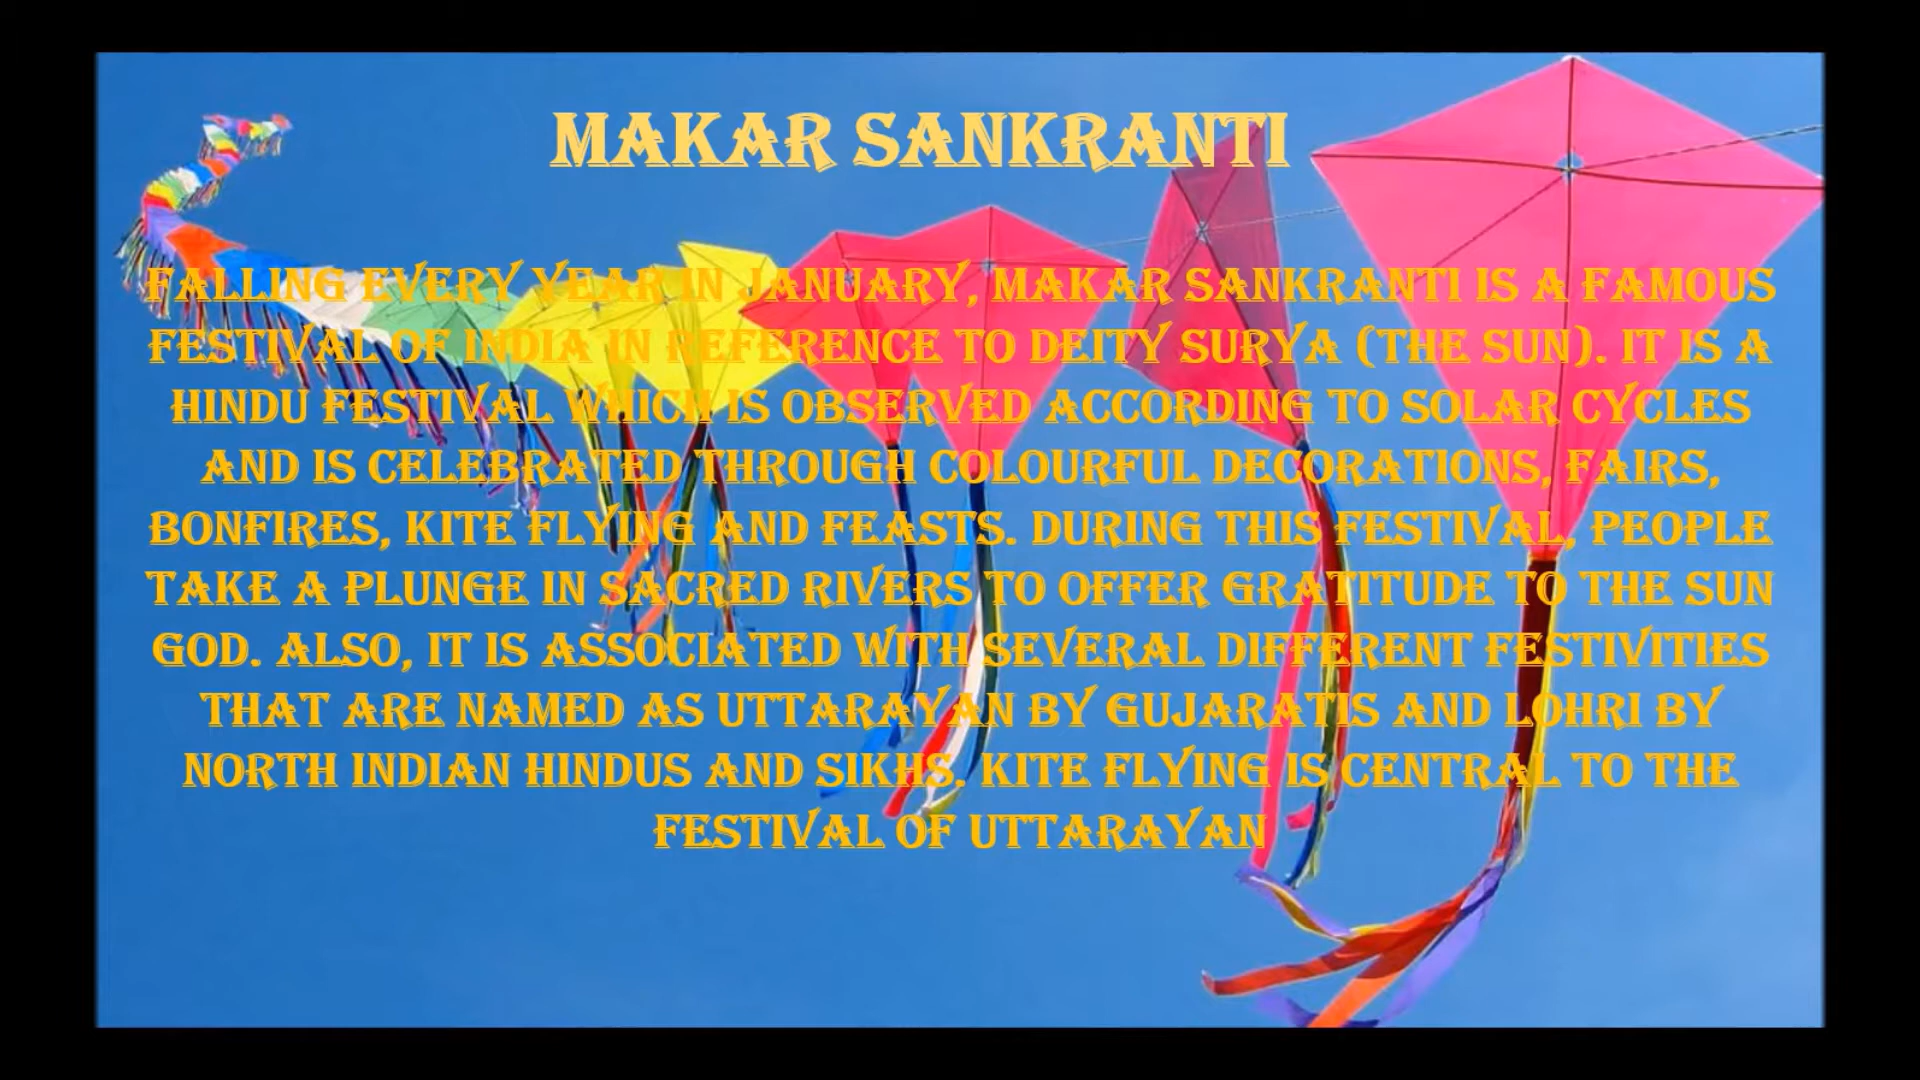 MAKAR SANKRANTI
FALLING EVERY YEAR IN JANUARY, MAKAR SANKRANTI IS A FAMOUS
FESTIVAL OF INDIA IN REFERENCE TO DEITY SURYA (THE SUN). IT IS A
HINDU FESTIVAL WHICH IS OBSERVED ACCORDING TO SOLAR CYCLES
AND IS CELEBRATED THROUGH COLOURFUL DECORATIONS, FAIRS,
BONFIRES, KITE FLYING AND FEASTS. DURING THIS FESTIVAL, PEOPLE
TAKE A PLUNGE IN SACRED RIVERS TO OFFER GRATITUDE TO THE SUN
GOD. ALSO, IT IS ASSOCIATED WITH SEVERAL DIFFERENT FESTIVITIES
THAT ARE NAMED AS UTTARAYAN BY GUJARATIS AND LOHRI BY
NORTH INDIAN HINDUS AND SIKHS. KITE FLYING IS CENTRAL TO THE
FESTIVAL OF UTTARAYAN